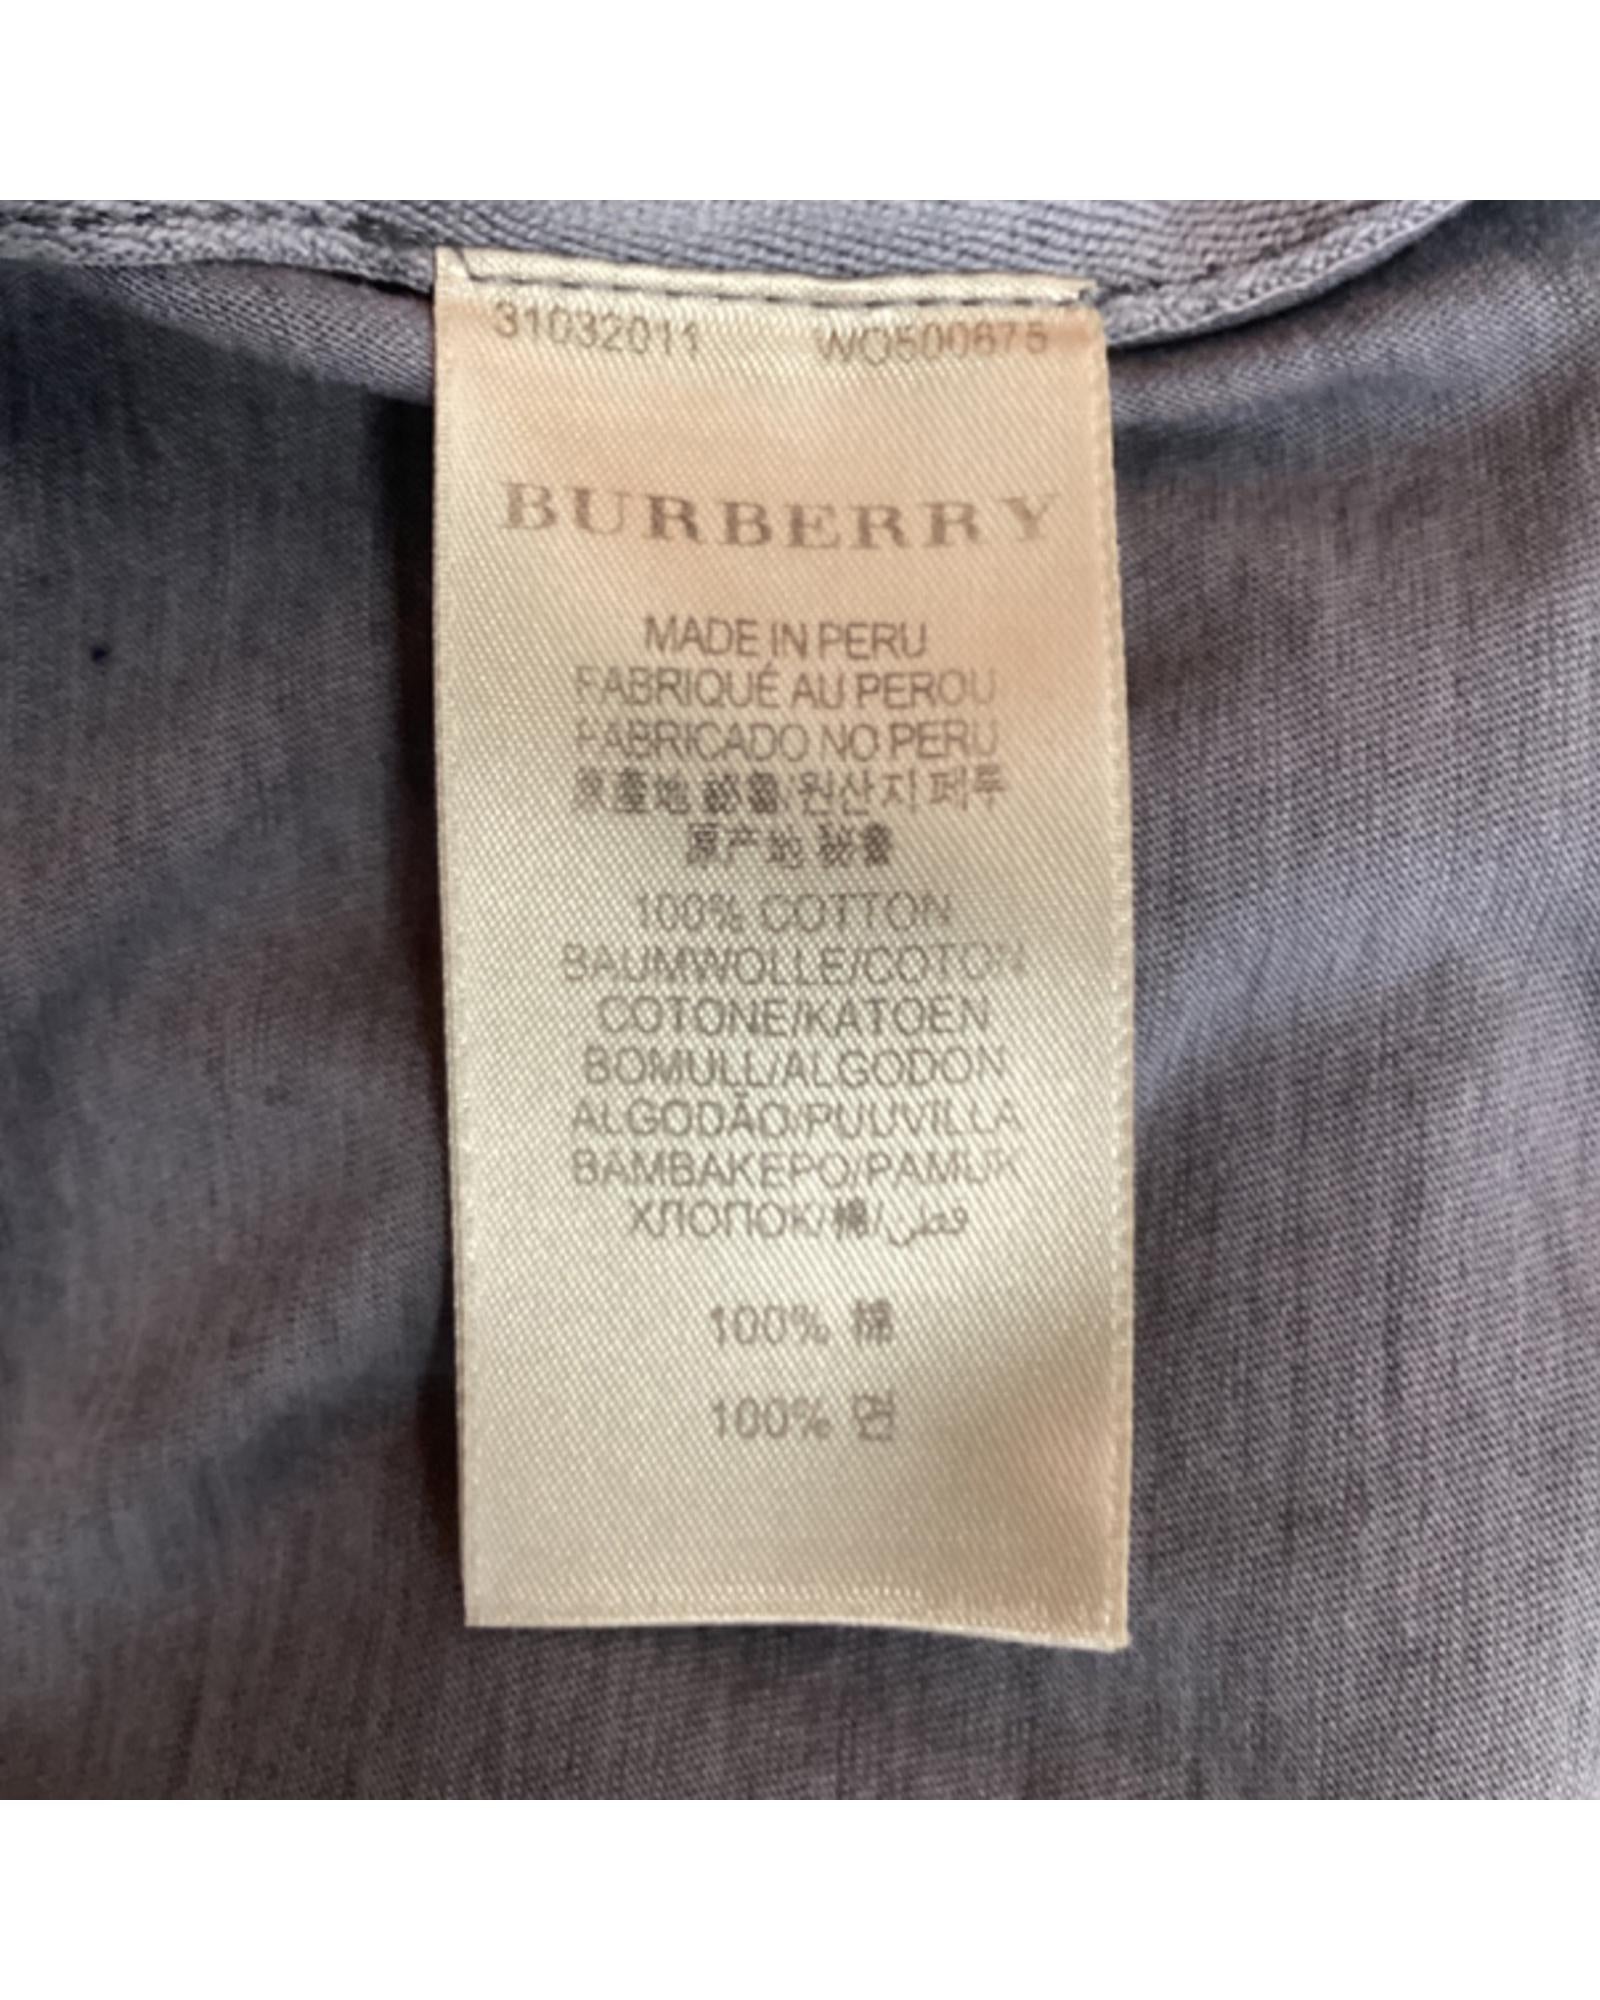 31032011 WO500675
BURBERRY
MADE IN PERU
FABRIQUÉ AU PEROU
FABRICADO NO PERU
原產地 祕魯/원산지 페루
原产地 秘鲁
100% COTTON
BAUMWOLLE/COTON
COTONE/KATOEN
BOMULL/ALGODON
ALGODÃO/PUUVILLA
BAMBAKEPO/PAMUK
ХЛОПОК/棉/قطن
100% 棉
100% 면